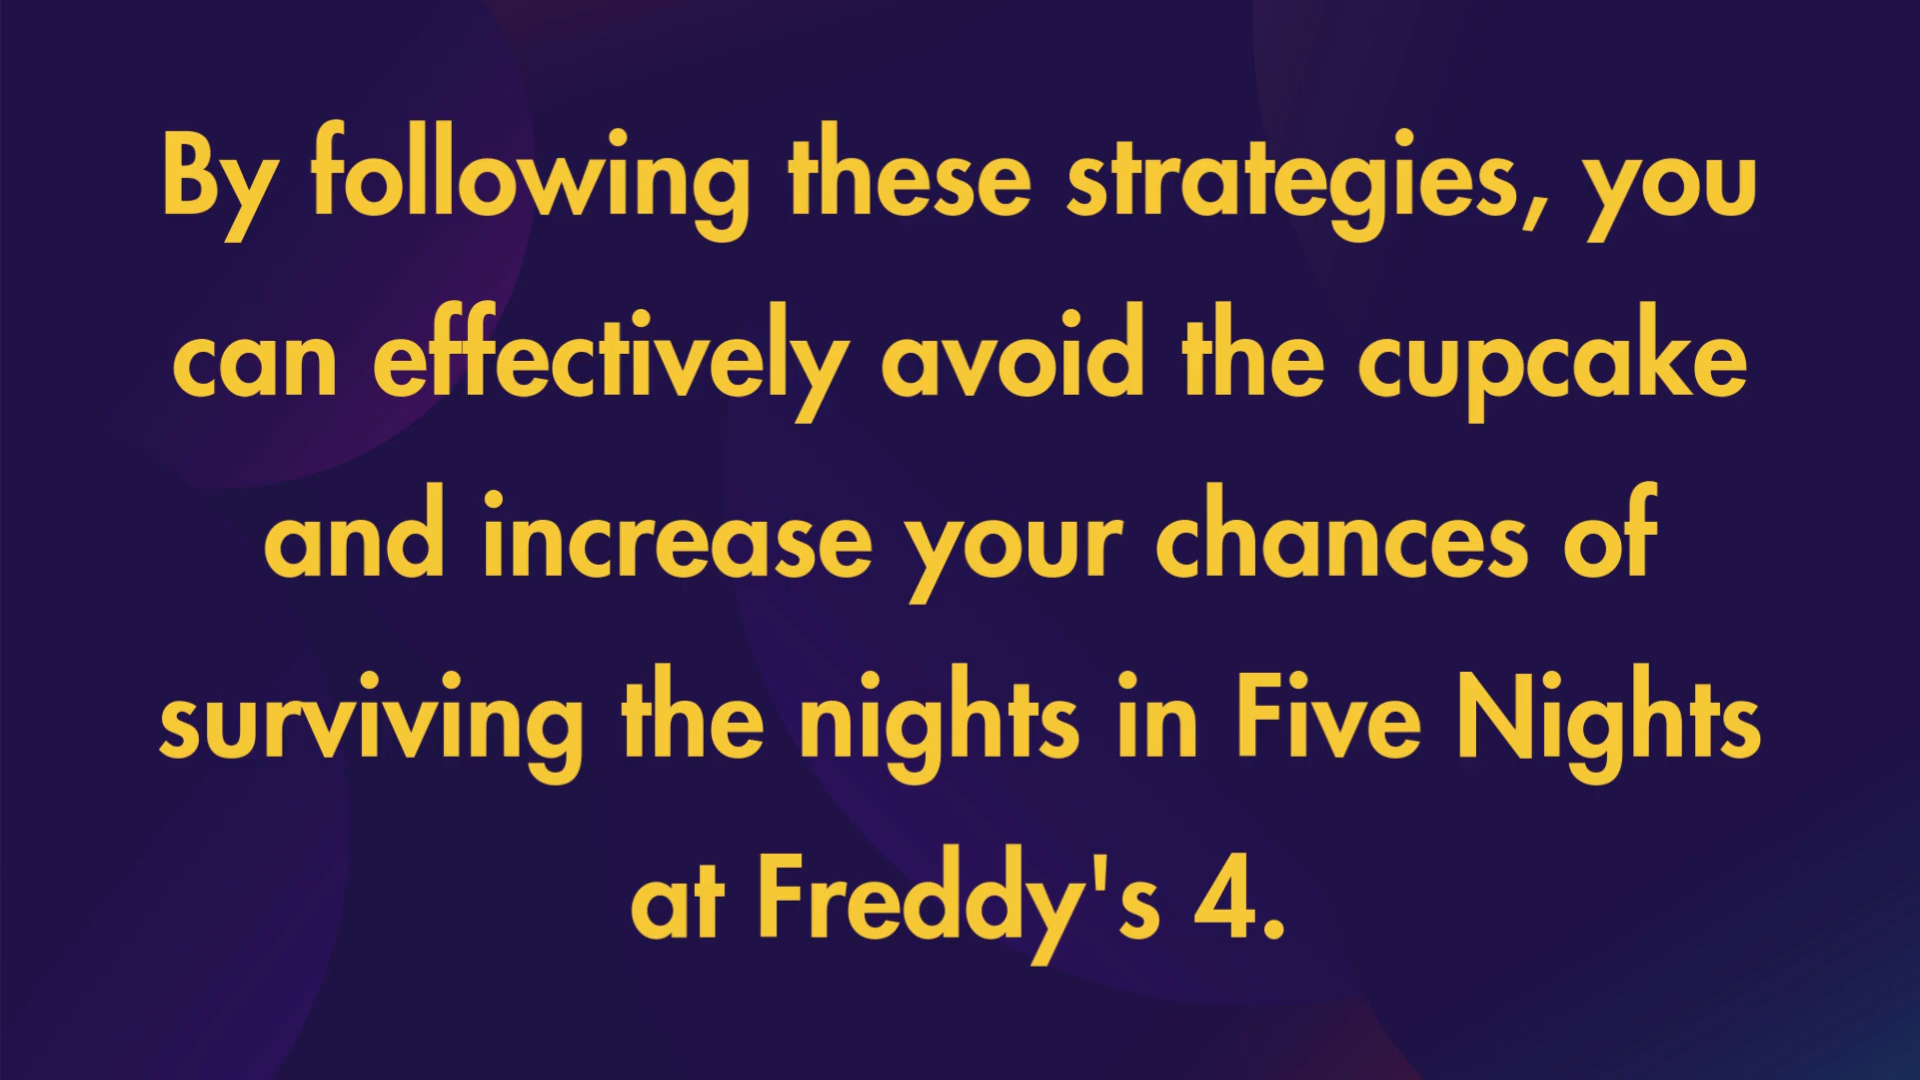 By following these strategies, you
can effectively avoid the cupcake
and increase your chances of
surviving the nights in Five Nights
at Freddy's 4.